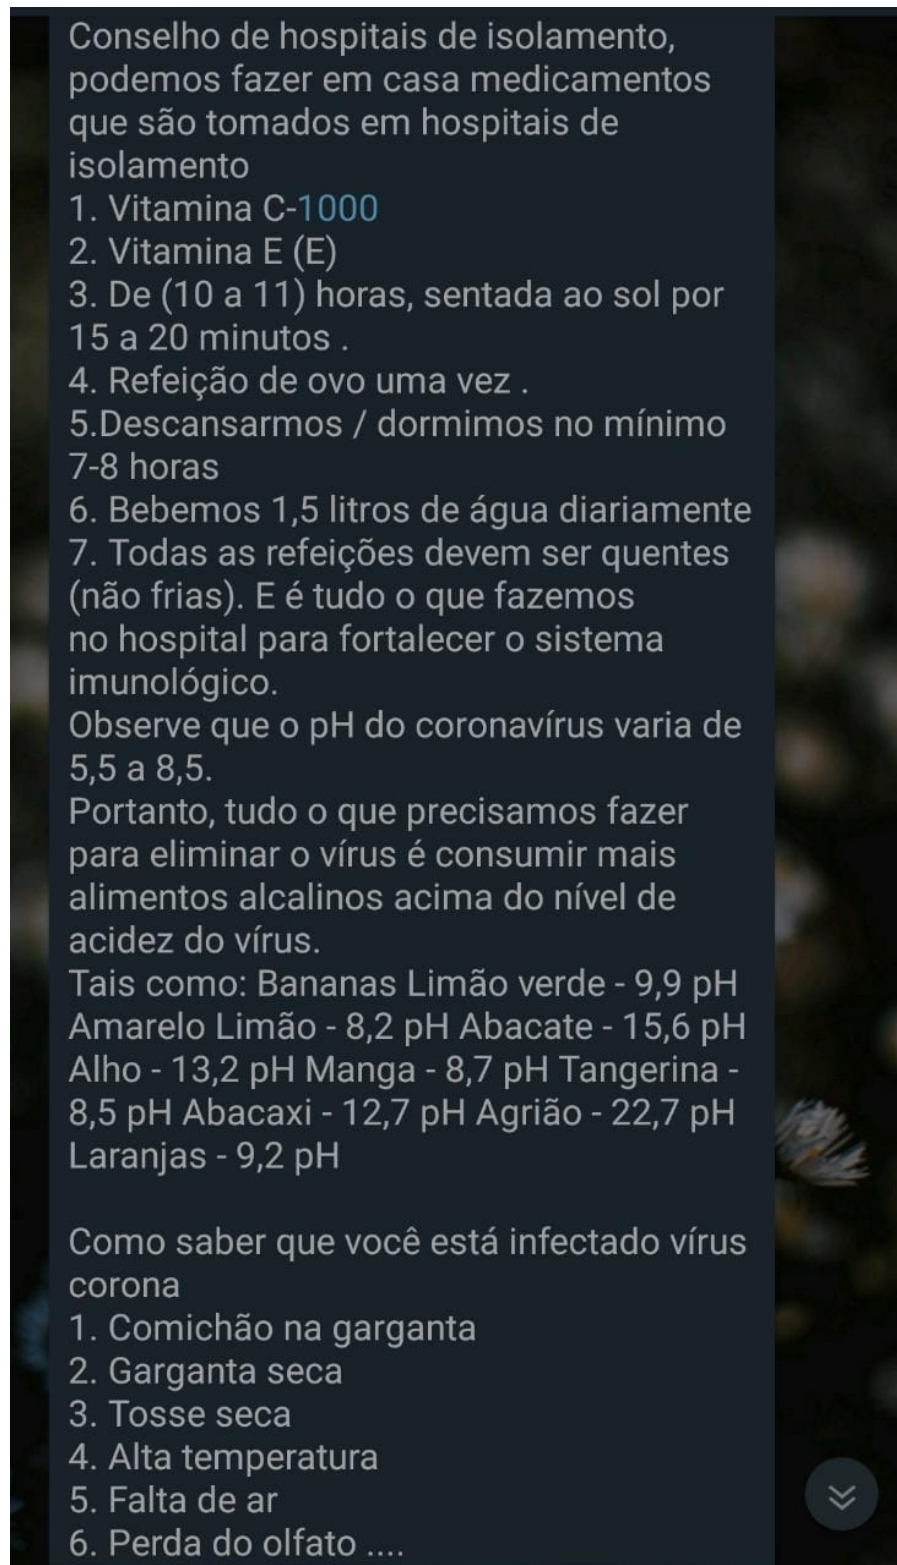 Conselho de hospitais de isolamento,
podemos fazer em casa medicamentos
que são tomados em hospitais de
isolamento
1. Vitamina C-1000
2. Vitamina E (E)
3. De (10 a 11) horas, sentada ao sol por
15 a 20 minutos .
4. Refeição de ovo uma vez .
5.Descansarmos / dormimos no mínimo
7-8 horas
6. Bebemos 1,5 litros de água diariamente
7. Todas as refeições devem ser quentes
(não frias). E é tudo o que fazemos
no hospital para fortalecer o sistema
imunológico.
Observe que o pH do coronavírus varia de
5,5 a 8,5.
Portanto, tudo o que precisamos fazer
para eliminar o vírus é consumir mais
alimentos alcalinos acima do nível de
acidez do vírus.
Tais como: Bananas Limão verde - 9,9 pH
Amarelo Limão - 8,2 pH Abacate - 15,6 pH
Alho - 13,2 pH Manga - 8,7 pH Tangerina -
8,5 pH Abacaxi - 12,7 pH Agrião - 22,7 pH
Laranjas - 9,2 pH
Como saber que você está infectado vírus
corona
1. Comichão na garganta
2. Garganta seca
3. Tosse seca
4. Alta temperatura
5. Falta de ar
6. Perda do olfato ....